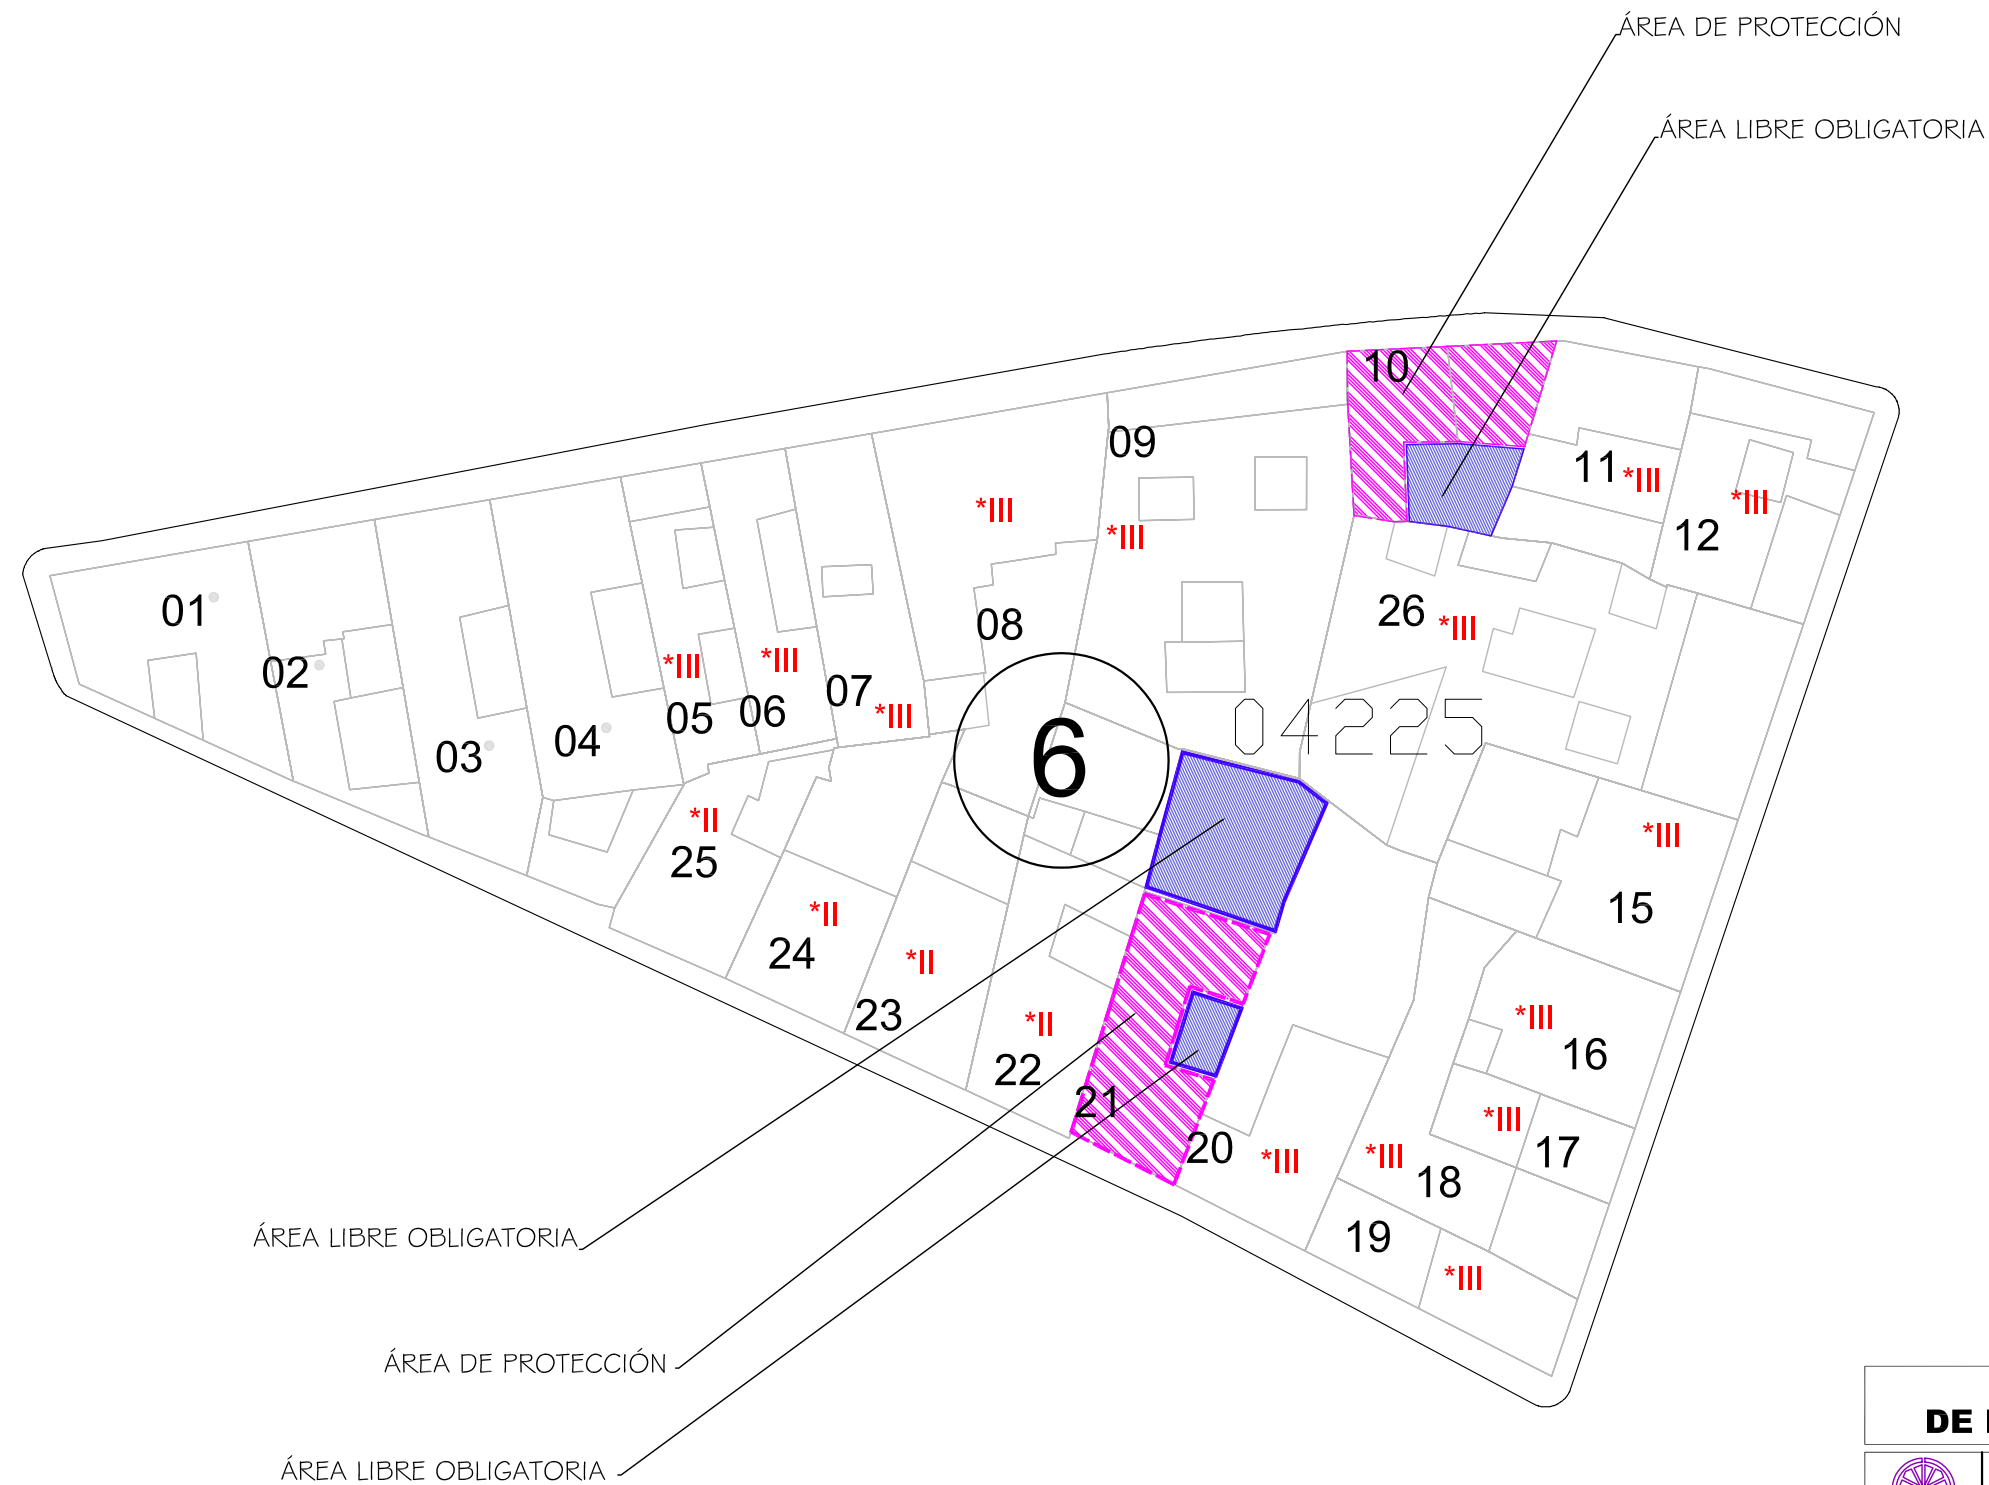 ÁREA DE PROTECCIÓN
ÁREA LIBRE OBLIGATORIA
10
09
11 *III
*III
12
*III
*III
01
02
03
04
*III
05
*III
06
07
*III
08
26 *III
6
04225
*II
25
*II
24
*II
23
*II
22
21
20
*III
*III
15
*III
16
*III
17
*III
18
19
*III
ÁREA LIBRE OBLIGATORIA
ÁREA DE PROTECCIÓN
ÁREA LIBRE OBLIGATORIA
DE